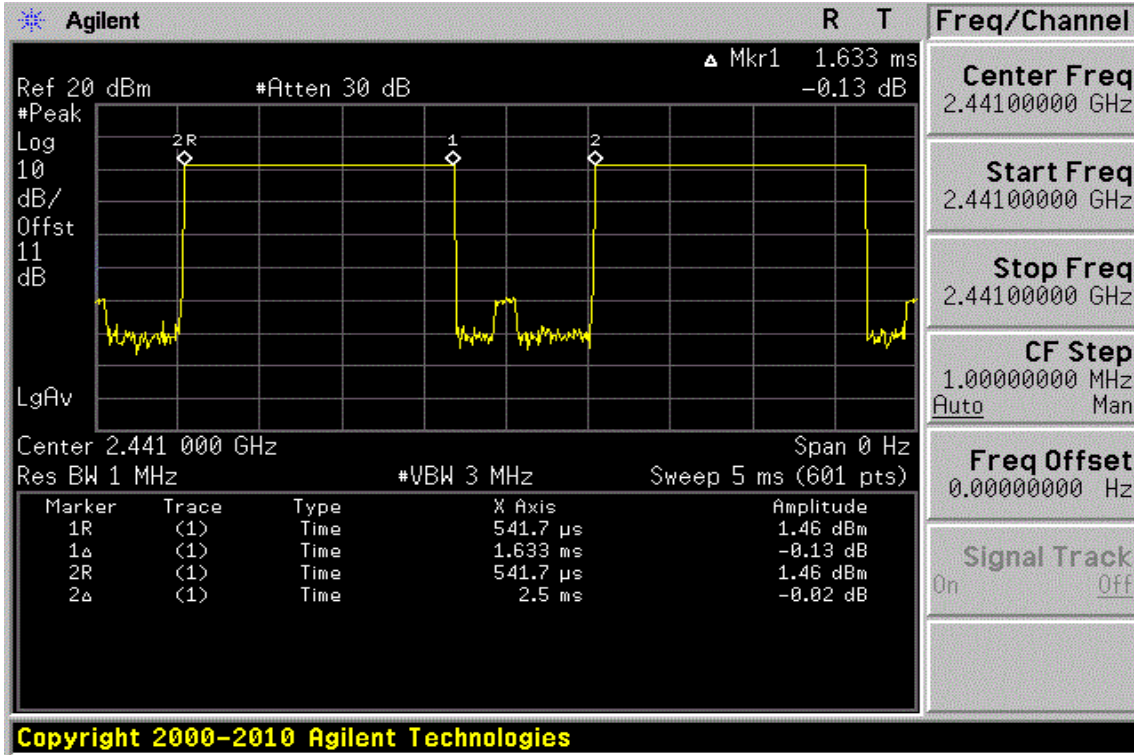 Agilent R T Freq/Channel
Δ Mkr1 1.633 ms
Ref 20 dBm #Atten 30 dB -0.13 dB
#Peak
Log
10
dB/
Offst
11
dB
LgAv
2R 1 2
Center 2.441 000 GHz Span 0 Hz
Res BW 1 MHz #VBW 3 MHz Sweep 5 ms (601 pts)
Marker Trace Type X Axis Amplitude
1R (1) Time 541.7 µs 1.46 dBm
1Δ (1) Time 1.633 ms -0.13 dB
2R (1) Time 541.7 µs 1.46 dBm
2Δ (1) Time 2.5 ms -0.02 dB
Center Freq
2.44100000 GHz
Start Freq
2.44100000 GHz
Stop Freq
2.44100000 GHz
CF Step
1.00000000 MHz
Auto Man
Freq Offset
0.00000000 Hz
Signal Track
On Off
Copyright 2000-2010 Agilent Technologies